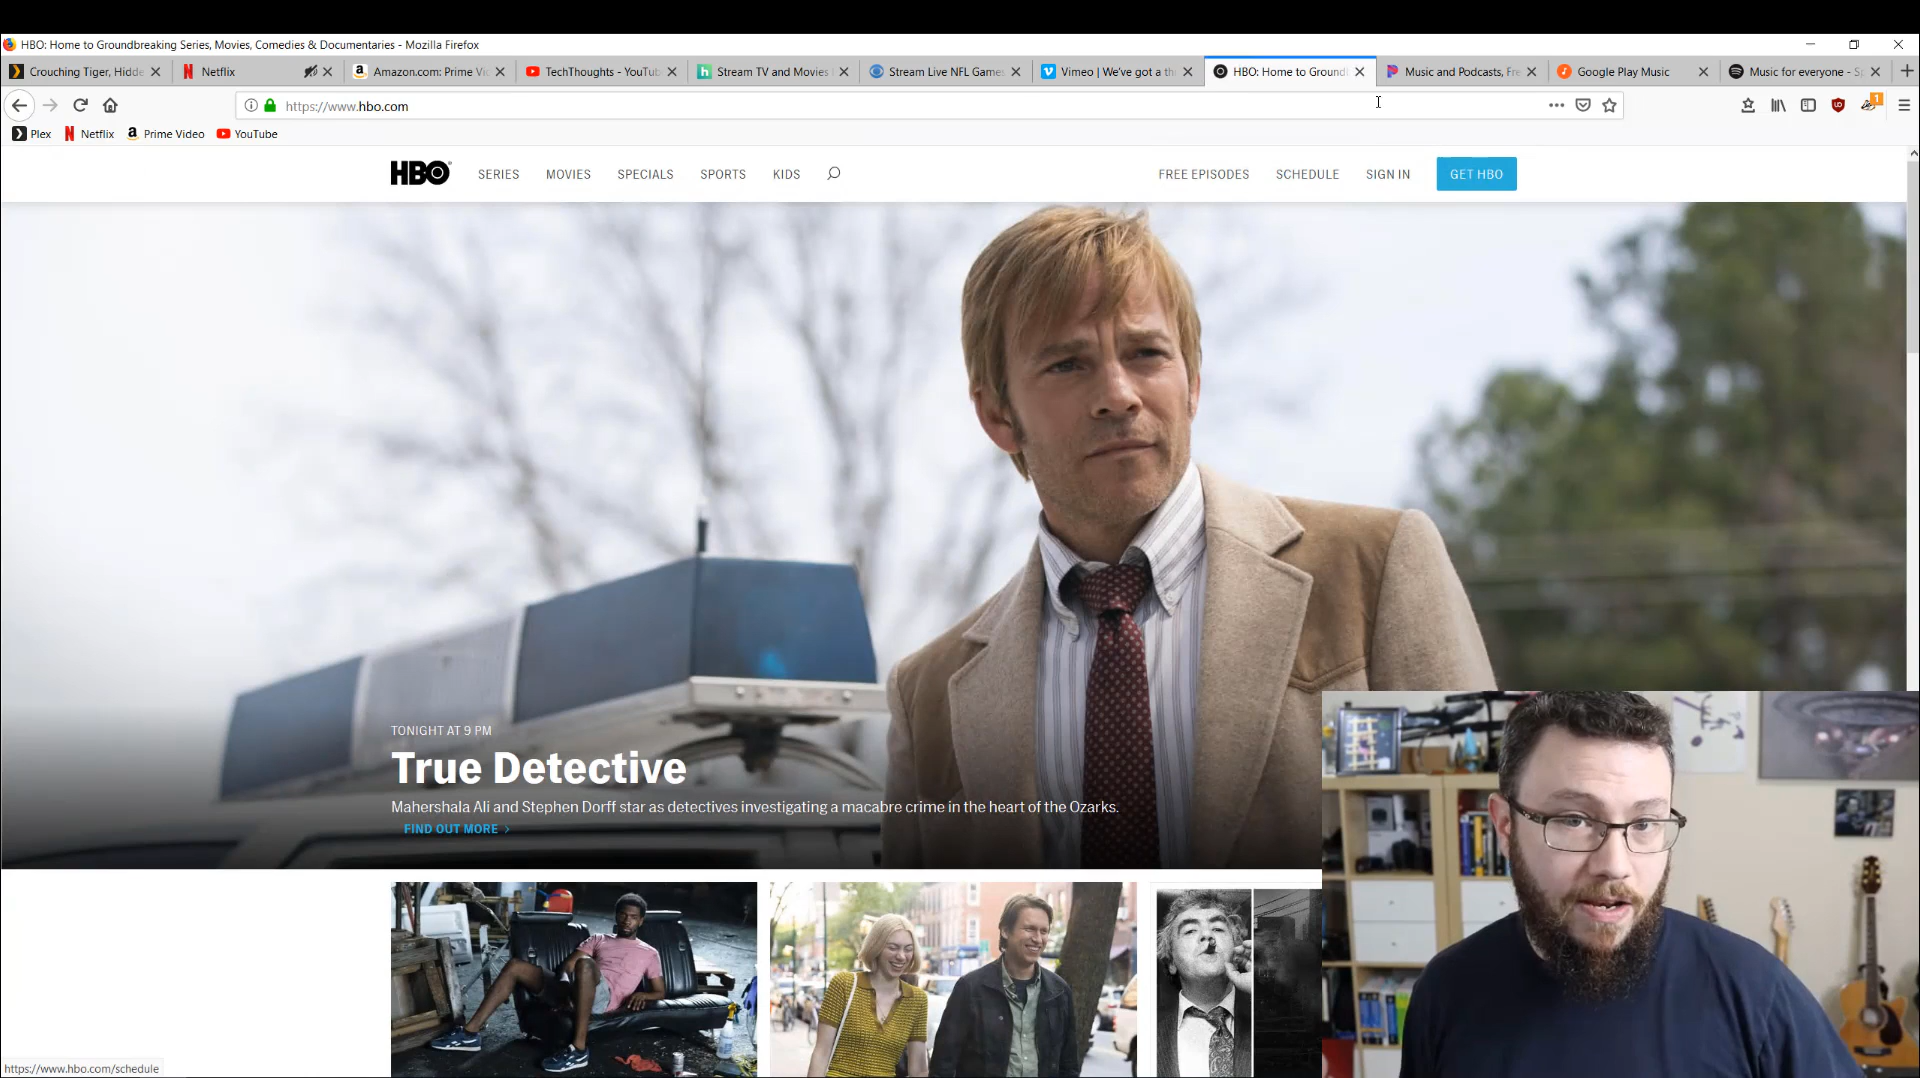 HBO: Home to Groundbreaking Series, Movies, Comedies & Documentaries - Mozilla Firefox
Crouching Tiger, Hidde
Netflix
Amazon.com: Prime Vi
TechThoughts - YouTub
Stream TV and Movies
Stream Live NFL Game
Vimeo | We've got a th
HBO: Home to Ground
Music and Podcasts, Fre
Google Play Music
Music for everyone - Sp
https://www.hbo.com
1
Plex
Netflix
Prime Video
YouTube
HBO
SERIES
MOVIES
SPECIALS
SPORTS
KIDS
FREE EPISODES
SCHEDULE
SIGN IN
GET HBO
TONIGHT AT 9 PM
True Detective
Mahershala Ali and Stephen Dorff star as detectives investigating a macabre crime in the heart of the Ozarks.
FIND OUT MORE >
https://www.hbo.com/schedule